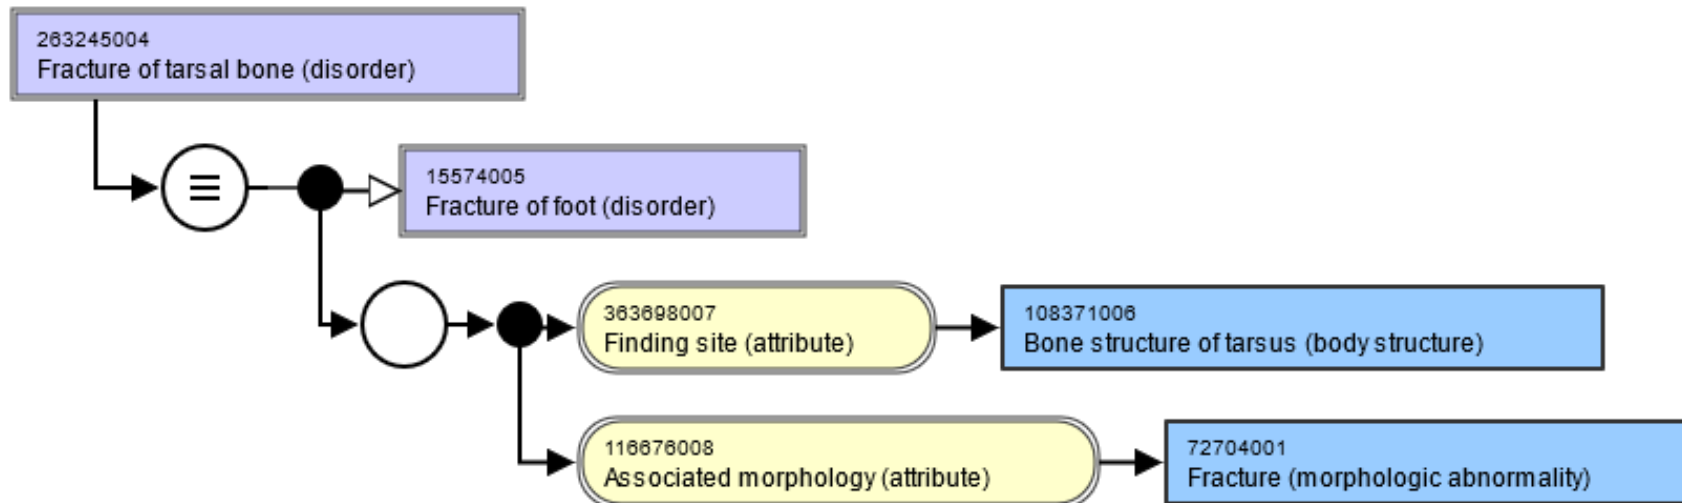 263245004
Fracture of tarsal bone (disorder)
15574005
Fracture of foot (disorder)
363698007
Finding site (attribute)
108371006
Bone structure of tarsus (body structure)
116676008
Associated morphology (attribute)
72704001
Fracture (morphologic abnormality)